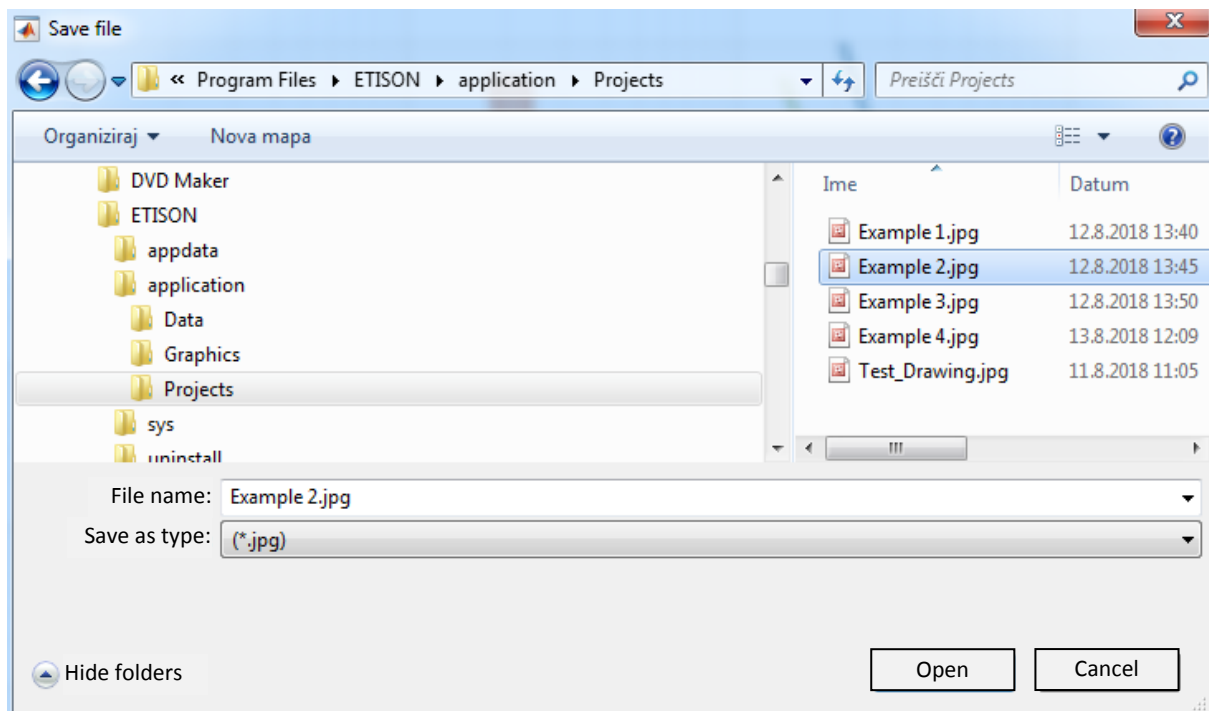 Save file
« Program Files ETISON application Projects Preišči Projects
Organiziraj Nova mapa
DVD Maker
ETISON
appdata
application
Data
Graphics
Projects
sys
uninstall
Ime Datum
Example 1.jpg 12.8.2018 13:40
Example 2.jpg 12.8.2018 13:45
Example 3.jpg 12.8.2018 13:50
Example 4.jpg 13.8.2018 12:09
Test_Drawing.jpg 11.8.2018 11:05
File name: Example 2.jpg
Save as type: (*.jpg)
Hide folders Open Cancel